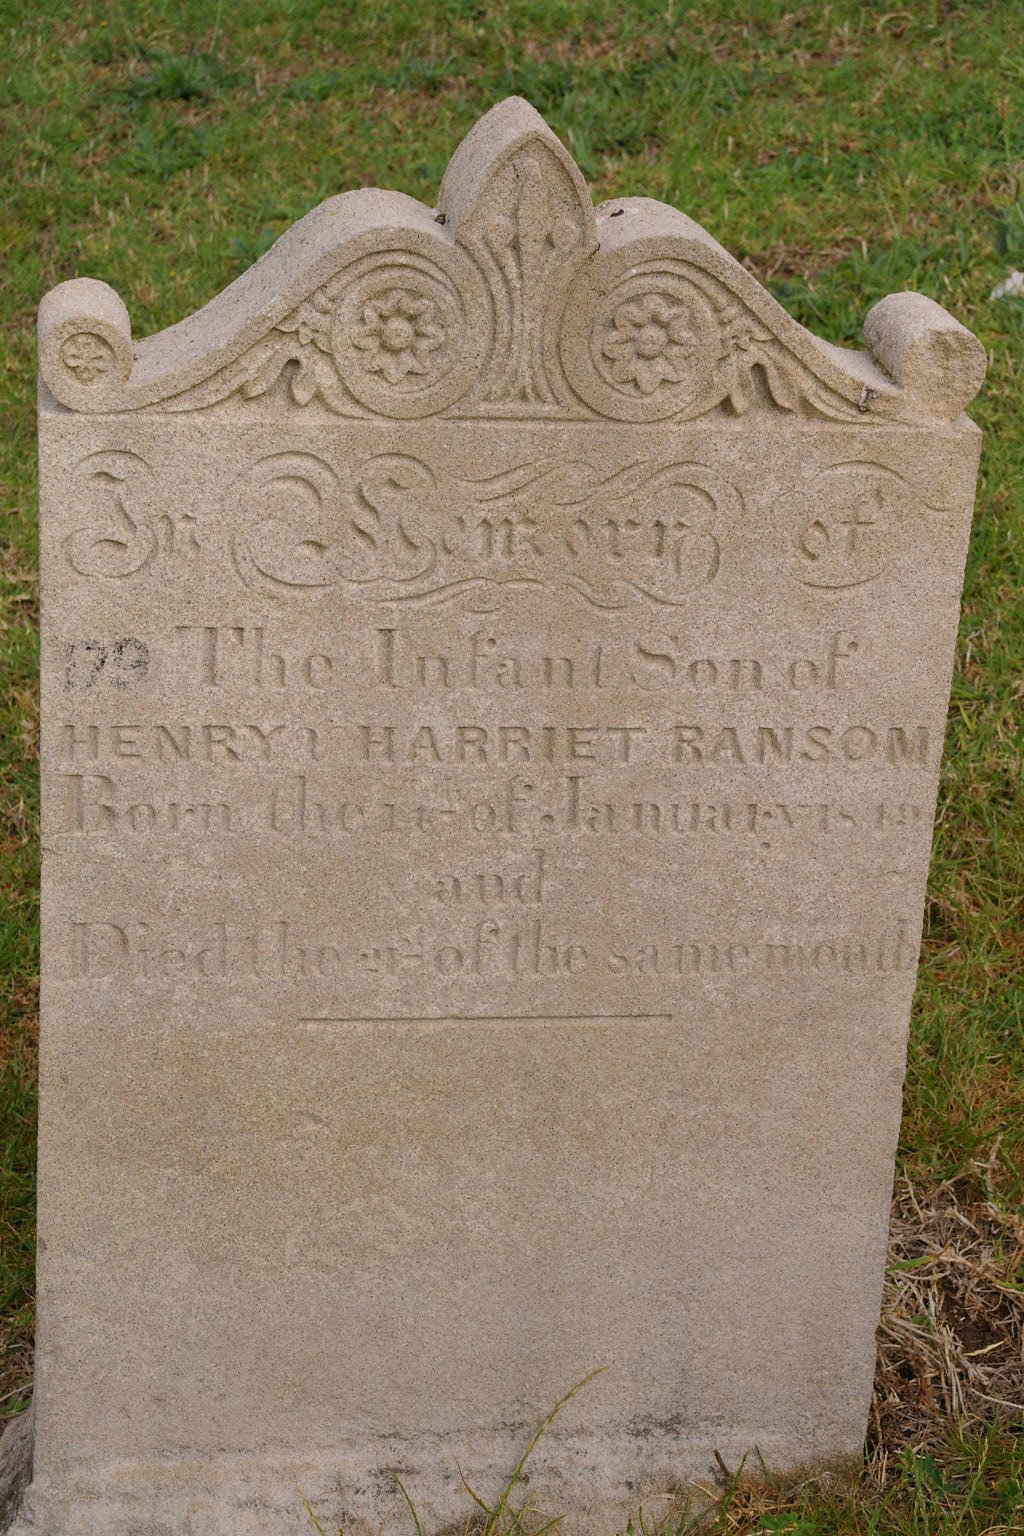 In Memory of
179 The Infant Son of
HENRY & HARRIET RANSOM
Born the of January
and
Died the of the same month